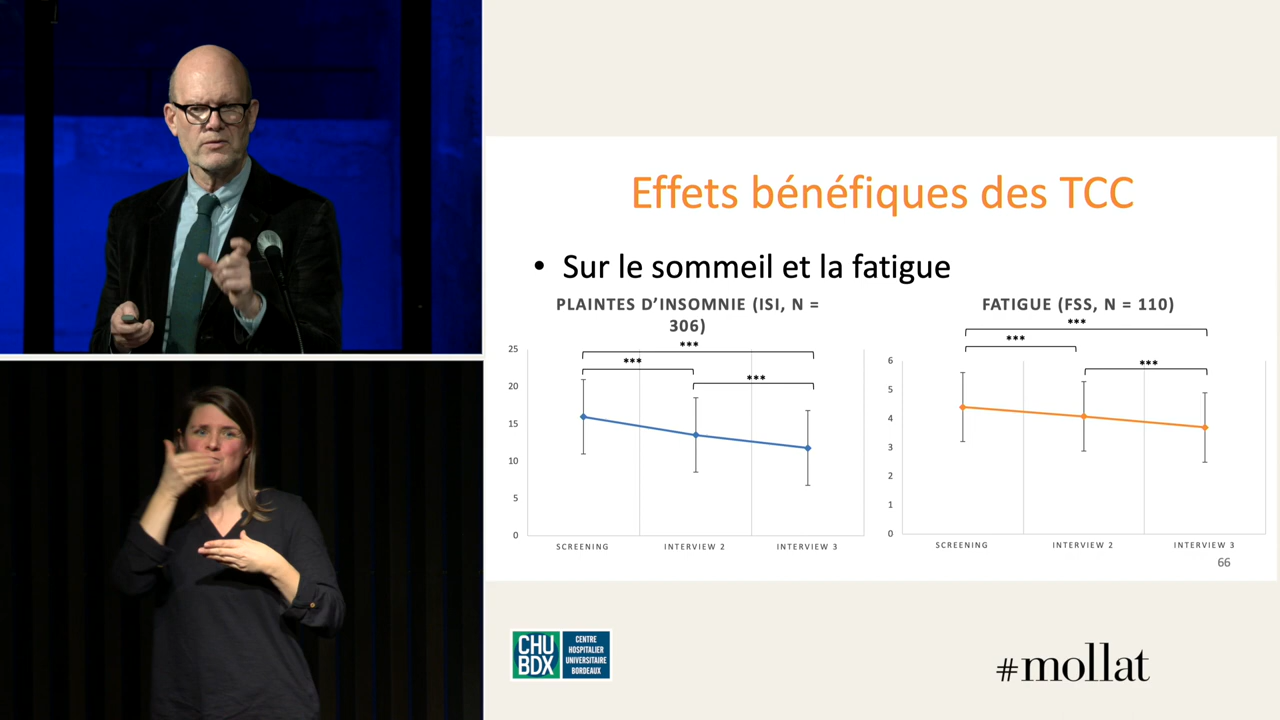 Effets bénéfiques des TCC
• Sur le sommeil et la fatigue
PLAINTES D'INSOMNIE (ISI, N =
306)
***
***
***
25
20
15
10
5
0
SCREENING
INTERVIEW 2
INTERVIEW 3
FATIGUE (FSS, N = 110)
***
***
***
6
5
4
3
2
1
0
SCREENING
INTERVIEW 2
INTERVIEW 3
66
CHU
BDX
CENTRE
HOSPITALIER
UNIVERSITAIRE
BORDEAUX
#mollat